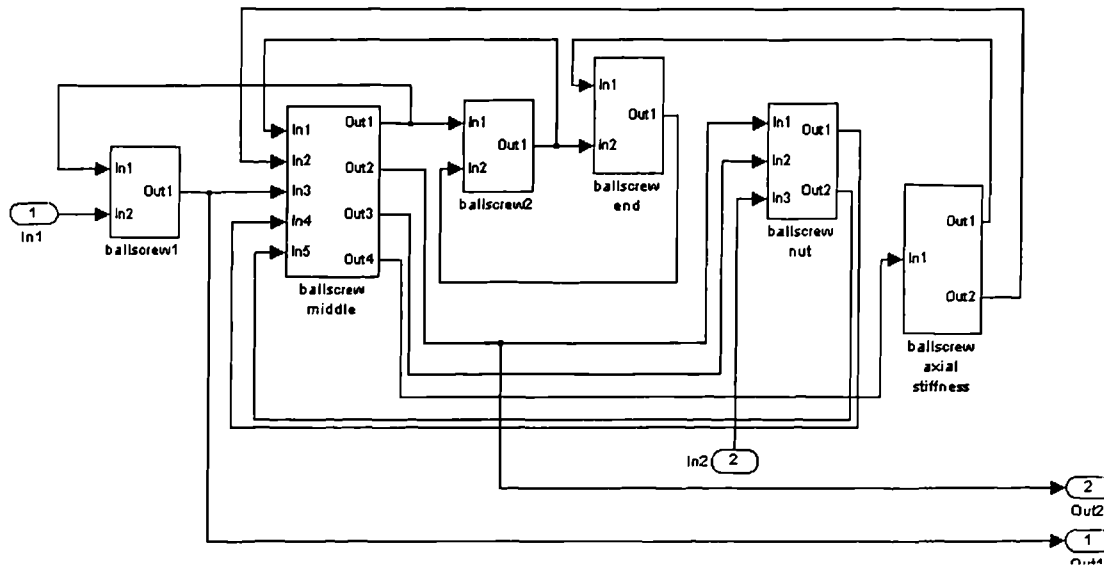 In1
In2
Out1
ballscrew1
1
In1
In1
In2
In3
In4
In5
Out1
Out2
Out3
Out4
ballscrew
middle
In1
In2
Out1
ballscrew2
In1
In2
Out1
ballscrew
end
In1
In2
In3
Out1
Out2
ballscrew
nut
In1
Out1
Out2
ballscrew
axial
stiffness
In2
2
2
Out2
1
Out1